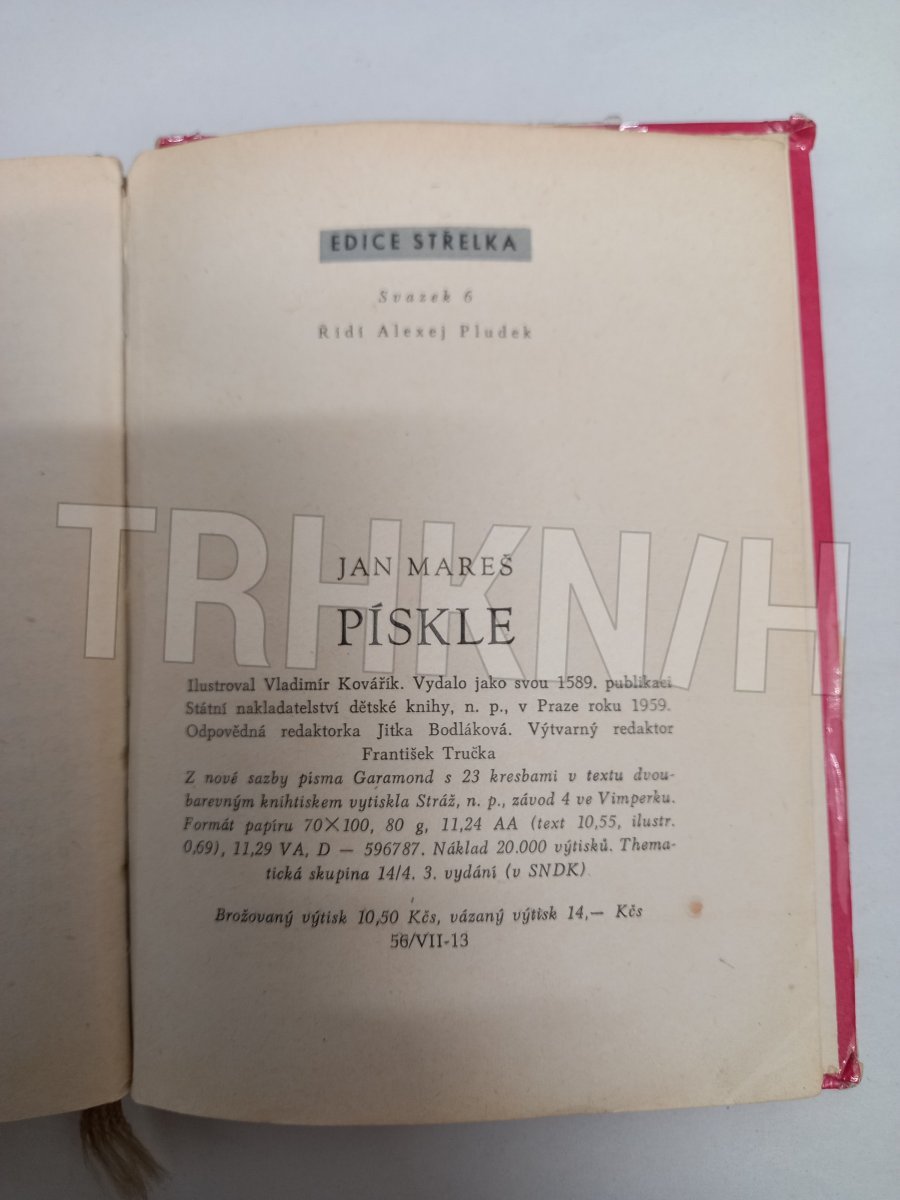 EDICE STŘELKA
Svazek 6
Řídí Alexej Pludek
TRHKN/H
JAN MAREŠ
PÍSKLE
Ilustroval Vladimír Kovářík. Vydalo jako svou 1589. publikaci
Státní nakladatelství dětské knihy, n. p., v Praze roku 1959.
Odpovědná redaktorka Jitka Bodláková. Výtvarný redaktor
František Tručka
Z nové sazby písma Garamond s 23 kresbami v textu dvou-
barevným knihtiskem vytiskla Stráž, n. p., závod 4 ve Vimperku.
Formát papíru 70×100, 80 g, 11,24 AA (text 10,55, ilustr.
0,69), 11,29 VA, D — 596787. Náklad 20.000 výtisků. Thema-
tická skupina 14/4. 3. vydání (v SNDK)
Brožovaný výtisk 10,50 Kčs, vázaný výtisk 14,— Kčs
56/VII-13